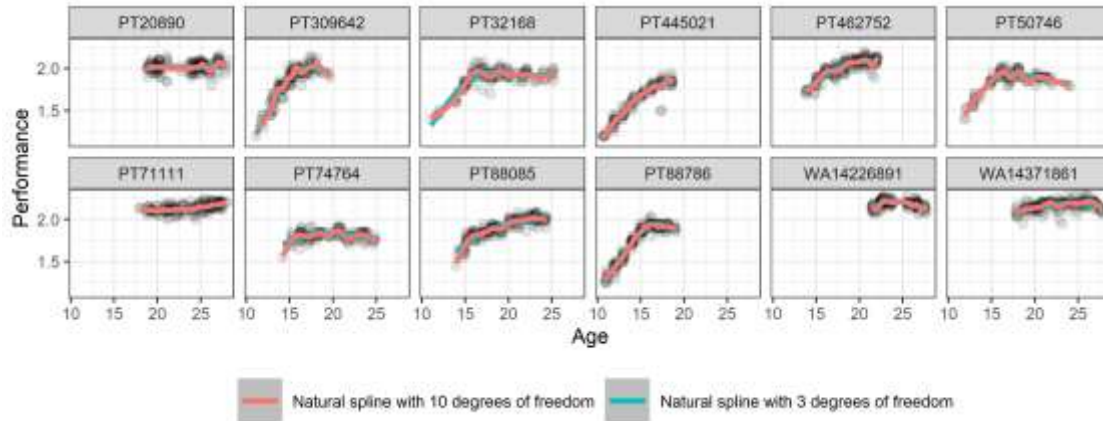 PT20890 PT309642 PT32168 PT445021 PT462752 PT50746
2.0
1.5
PT71111 PT74764 PT88085 PT88786 WA14226891 WA14371861
2.0
1.5
10 15 20 25 10 15 20 25 10 15 20 25 10 15 20 25 10 15 20 25 10 15 20 25
Performance
Age
Natural spline with 10 degrees of freedom Natural spline with 3 degrees of freedom